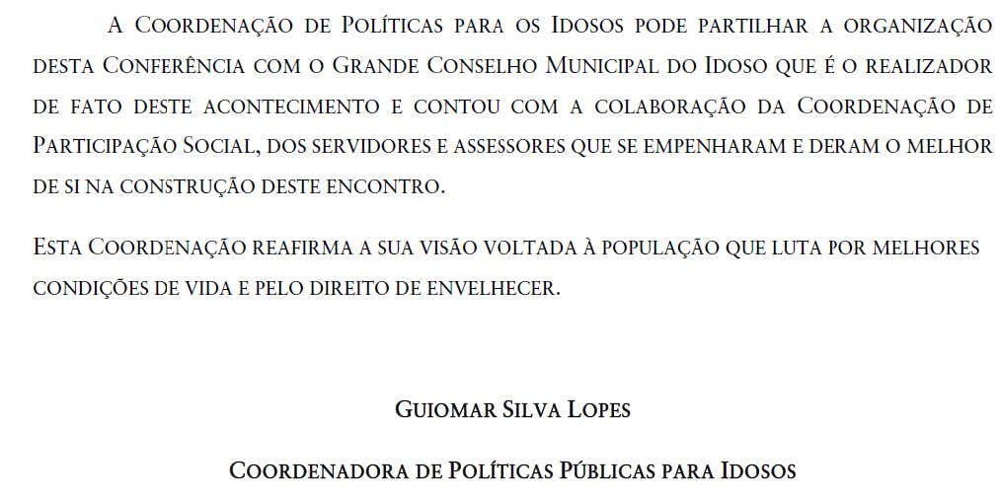 A Coordenação de Políticas para os Idosos pode partilhar a organização
desta Conferência com o Grande Conselho Municipal do Idoso que é o realizador
de fato deste acontecimento e contou com a colaboração da Coordenação de
Participação Social, dos servidores e assessores que se empenharam e deram o melhor
de si na construção deste encontro.
Esta Coordenação reafirma a sua visão voltada à população que luta por melhores
condições de vida e pelo direito de envelhecer.
Guiomar Silva Lopes
Coordenadora de Políticas Públicas para Idosos